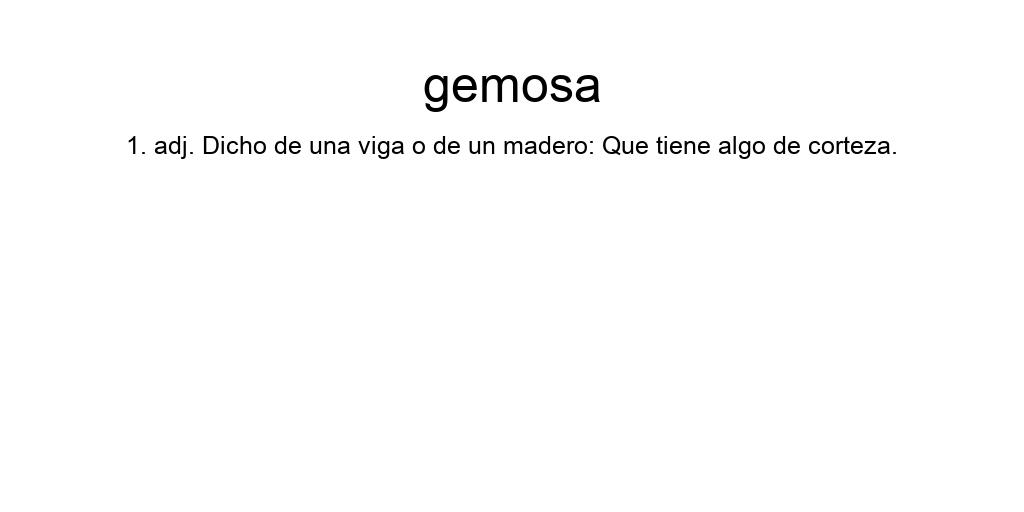 gemosa
1. adj. Dicho de una viga o de un madero: Que tiene algo de corteza.